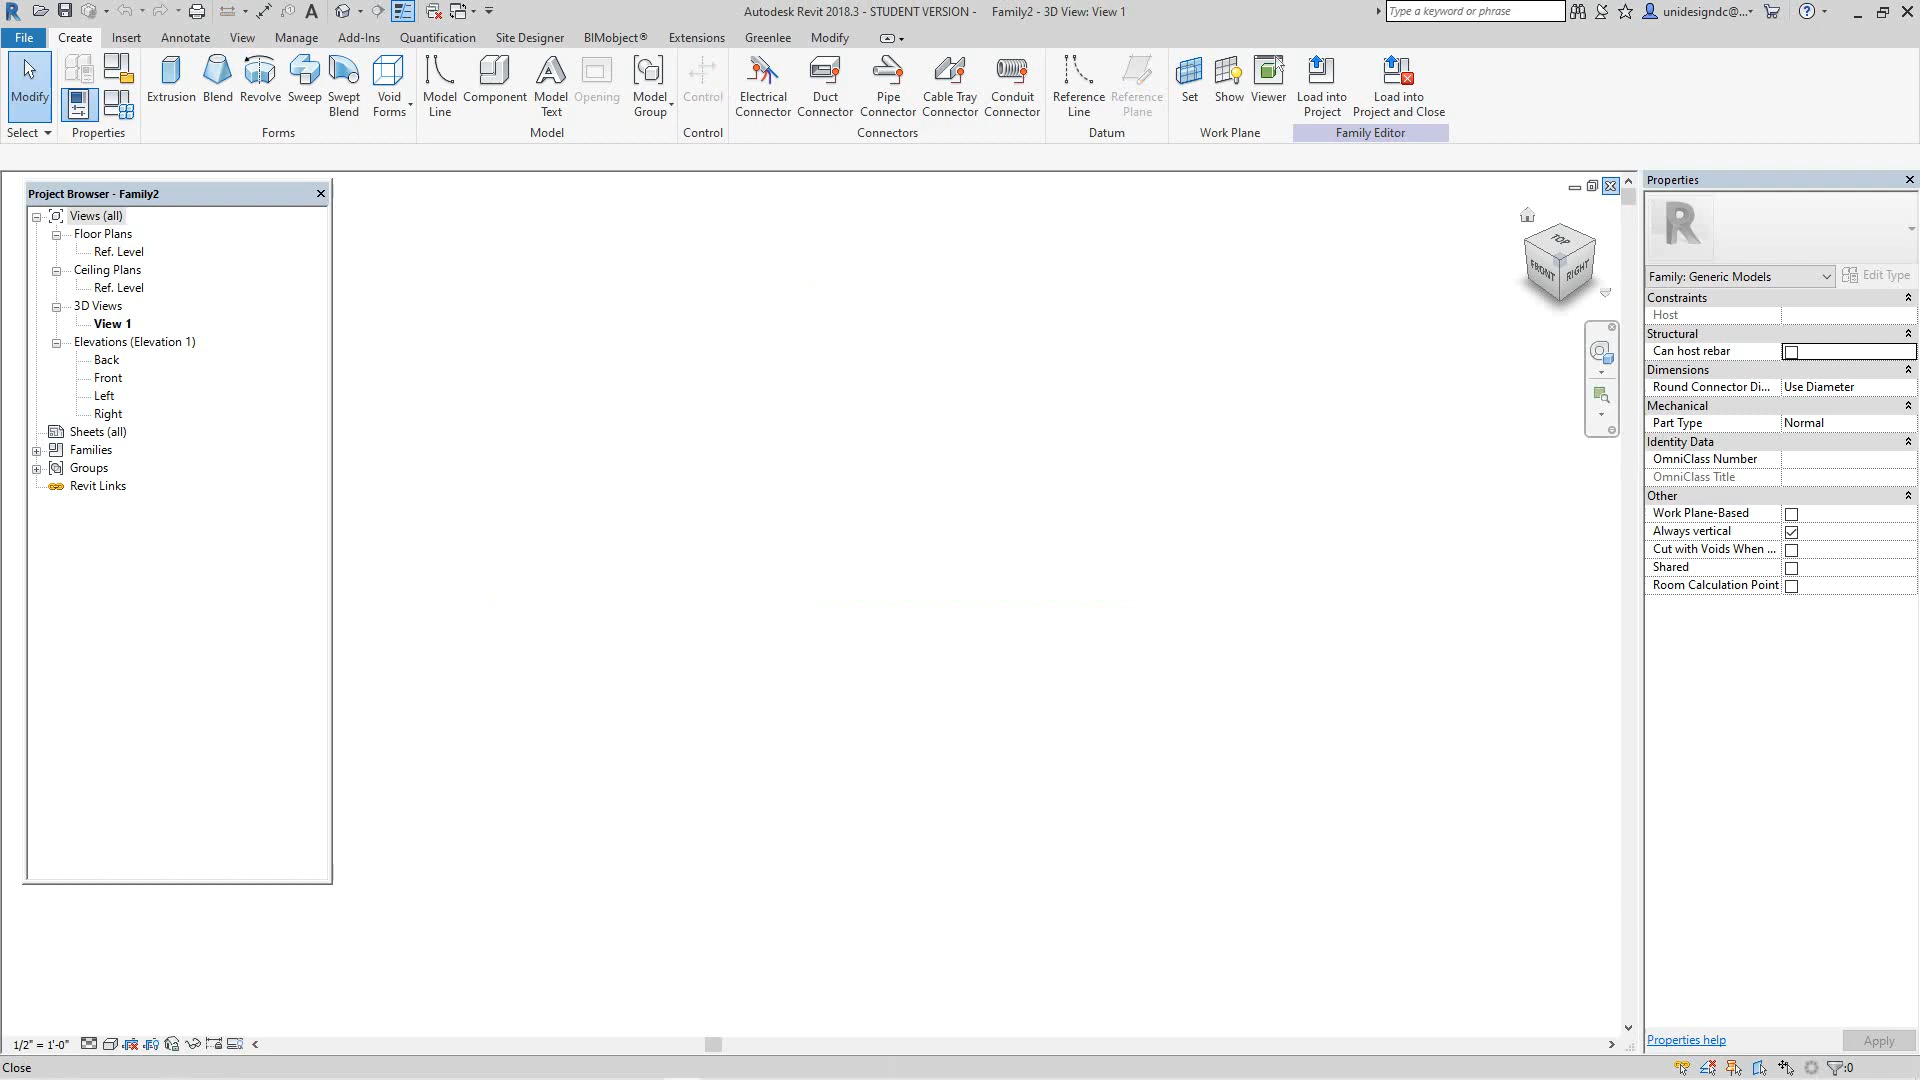 Autodesk Revit 2018.3 - STUDENT VERSION - Family2 - 3D View: View 1
Type a keyword or phrase
unidesigndc@...
File Create Insert Annotate View Manage Add-Ins Quantification Site Designer BIMobject® Extensions Greenlee Modify
Modify Extrusion Blend Revolve Sweep Swept Blend Void Forms Model Line Component Model Text Opening Model Group Control Electrical Connector Duct Connector Pipe Connector Cable Tray Connector Conduit Connector Reference Line Reference Plane Set Show Viewer Load into Project Load into Project and Close
Select Properties Forms Model Control Connectors Datum Work Plane Family Editor
Project Browser - Family2
Views (all)
Floor Plans
Ref. Level
Ceiling Plans
Ref. Level
3D Views
View 1
Elevations (Elevation 1)
Back
Front
Left
Right
Sheets (all)
Families
Groups
Revit Links
TOP
FRONT RIGHT
Properties
R
Family: Generic Models Edit Type
Constraints
Host
Structural
Can host rebar
Dimensions
Round Connector Di... Use Diameter
Mechanical
Part Type Normal
Identity Data
OmniClass Number
OmniClass Title
Other
Work Plane-Based
Always vertical
Cut with Voids When ...
Shared
Room Calculation Point
Properties help Apply
1/2" = 1'-0"
Close
:0